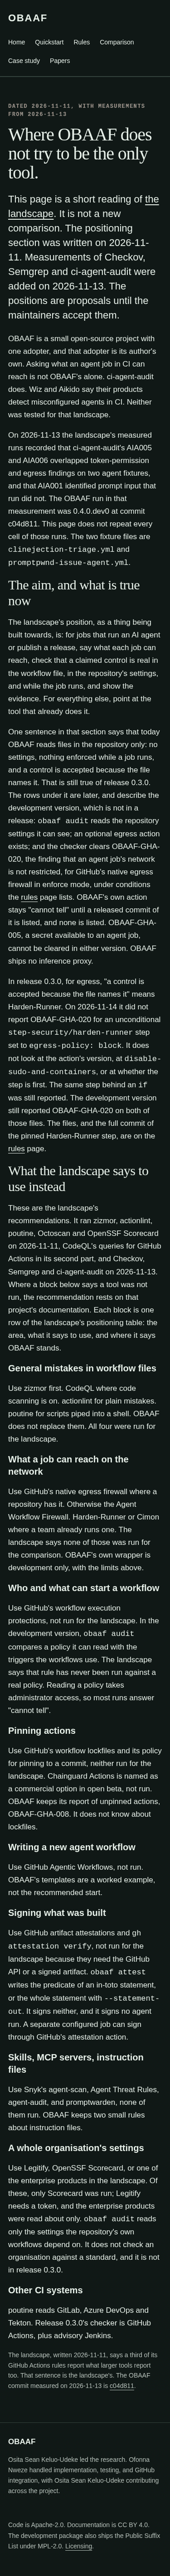 OBAAF
Home Quickstart Rules Comparison
Case study Papers
DATED 2026-11-11, WITH MEASUREMENTS
FROM 2026-11-13
Where OBAAF does
not try to be the only
tool.
This page is a short reading of the
landscape. It is not a new
comparison. The positioning
section was written on 2026-11-
11. Measurements of Checkov,
Semgrep and ci-agent-audit were
added on 2026-11-13. The
positions are proposals until the
maintainers accept them.
OBAAF is a small open-source project with
one adopter, and that adopter is its author's
own. Asking what an agent job in CI can
reach is not OBAAF's alone. ci-agent-audit
does. Wiz and Aikido say their products
detect misconfigured agents in CI. Neither
was tested for that landscape.
On 2026-11-13 the landscape's measured
runs recorded that ci-agent-audit's AIA005
and AIA006 overlapped token-permission
and egress findings on two agent fixtures,
and that AIA001 identified prompt input that
run did not. The OBAAF run in that
measurement was 0.4.0.dev0 at commit
c04d811. This page does not repeat every
cell of those runs. The two fixture files are
clinejection-triage.yml and
promptpwnd-issue-agent.yml.
The aim, and what is true
now
The landscape's position, as a thing being
built towards, is: for jobs that run an AI agent
or publish a release, say what each job can
reach, check that a claimed control is real in
the workflow file, in the repository's settings,
and while the job runs, and show the
evidence. For everything else, point at the
tool that already does it.
One sentence in that section says that today
OBAAF reads files in the repository only: no
settings, nothing enforced while a job runs,
and a control is accepted because the file
names it. That is still true of release 0.3.0.
The rows under it are later, and describe the
development version, which is not in a
release: obaaf audit reads the repository
settings it can see; an optional egress action
exists; and the checker clears OBAAF-GHA-
020, the finding that an agent job's network
is not restricted, for GitHub's native egress
firewall in enforce mode, under conditions
the rules page lists. OBAAF's own action
stays "cannot tell" until a released commit of
it is listed, and none is listed. OBAAF-GHA-
005, a secret available to an agent job,
cannot be cleared in either version. OBAAF
ships no inference proxy.
In release 0.3.0, for egress, "a control is
accepted because the file names it" means
Harden-Runner. On 2026-11-14 it did not
report OBAAF-GHA-020 for an unconditional
step-security/harden-runner step
set to egress-policy: block. It does
not look at the action's version, at disable-
sudo-and-containers, or at whether the
step is first. The same step behind an if
was still reported. The development version
still reported OBAAF-GHA-020 on both of
those files. The files, and the full commit of
the pinned Harden-Runner step, are on the
rules page.
What the landscape says to
use instead
These are the landscape's
recommendations. It ran zizmor, actionlint,
poutine, Octoscan and OpenSSF Scorecard
on 2026-11-11, CodeQL's queries for GitHub
Actions in its second part, and Checkov,
Semgrep and ci-agent-audit on 2026-11-13.
Where a block below says a tool was not
run, the recommendation rests on that
project's documentation. Each block is one
row of the landscape's positioning table: the
area, what it says to use, and where it says
OBAAF stands.
General mistakes in workflow files
Use zizmor first. CodeQL where code
scanning is on. actionlint for plain mistakes.
poutine for scripts piped into a shell. OBAAF
does not replace them. All four were run for
the landscape.
What a job can reach on the
network
Use GitHub's native egress firewall where a
repository has it. Otherwise the Agent
Workflow Firewall. Harden-Runner or Cimon
where a team already runs one. The
landscape says none of those was run for
the comparison. OBAAF's own wrapper is
development only, with the limits above.
Who and what can start a workflow
Use GitHub's workflow execution
protections, not run for the landscape. In the
development version, obaaf audit
compares a policy it can read with the
triggers the workflows use. The landscape
says that rule has never been run against a
real policy. Reading a policy takes
administrator access, so most runs answer
"cannot tell".
Pinning actions
Use GitHub's workflow lockfiles and its policy
for pinning to a commit, neither run for the
landscape. Chainguard Actions is named as
a commercial option in open beta, not run.
OBAAF keeps its report of unpinned actions,
OBAAF-GHA-008. It does not know about
lockfiles.
Writing a new agent workflow
Use GitHub Agentic Workflows, not run.
OBAAF's templates are a worked example,
not the recommended start.
Signing what was built
Use GitHub artifact attestations and gh
attestation verify, not run for the
landscape because they need the GitHub
API or a signed artifact. obaaf attest
writes the predicate of an in-toto statement,
or the whole statement with --statement-
out. It signs neither, and it signs no agent
run. A separate configured job can sign
through GitHub's attestation action.
Skills, MCP servers, instruction
files
Use Snyk's agent-scan, Agent Threat Rules,
agent-audit, and promptwarden, none of
them run. OBAAF keeps two small rules
about instruction files.
A whole organisation's settings
Use Legitify, OpenSSF Scorecard, or one of
the enterprise products in the landscape. Of
these, only Scorecard was run; Legitify
needs a token, and the enterprise products
were read about only. obaaf audit reads
only the settings the repository's own
workflows depend on. It does not check an
organisation against a standard, and it is not
in release 0.3.0.
Other CI systems
poutine reads GitLab, Azure DevOps and
Tekton. Release 0.3.0's checker is GitHub
Actions, plus advisory Jenkins.
The landscape, written 2026-11-11, says about a third of its
GitHub Actions rules report what larger tools report
too. That sentence is the landscape's. The OBAAF
commit measured on 2026-11-13 is c04d811.
OBAAF
Osita Sean Keluo-Udeke led the research. Ofonna
Nweze handled implementation, testing, and GitHub
integration, with Osita Sean Keluo-Udeke contributing
across the project.
Code is Apache-2.0. Documentation is CC BY 4.0.
The development package also ships the Public Suffix
List under MPL-2.0. Licensing.